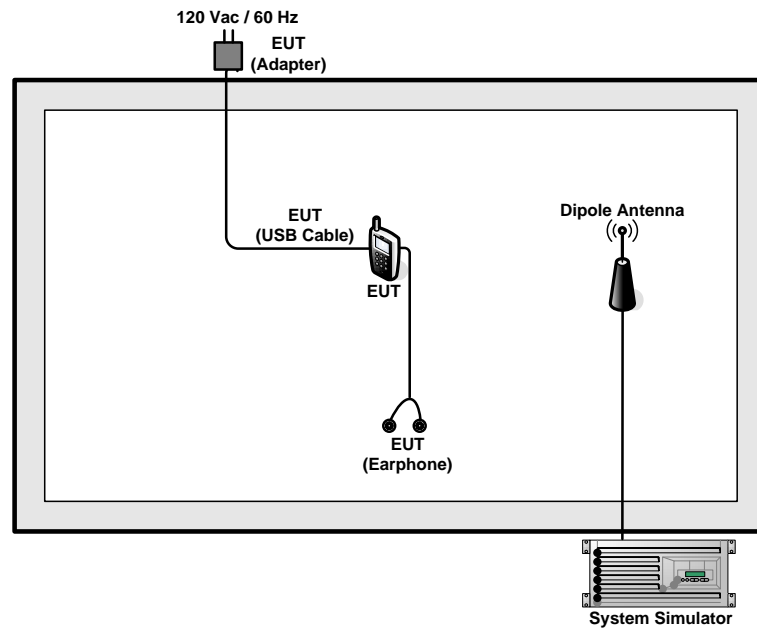 120 Vac / 60 Hz
EUT
(Adapter)
EUT
(USB Cable)
EUT
Dipole Antenna
EUT
(Earphone)
System Simulator